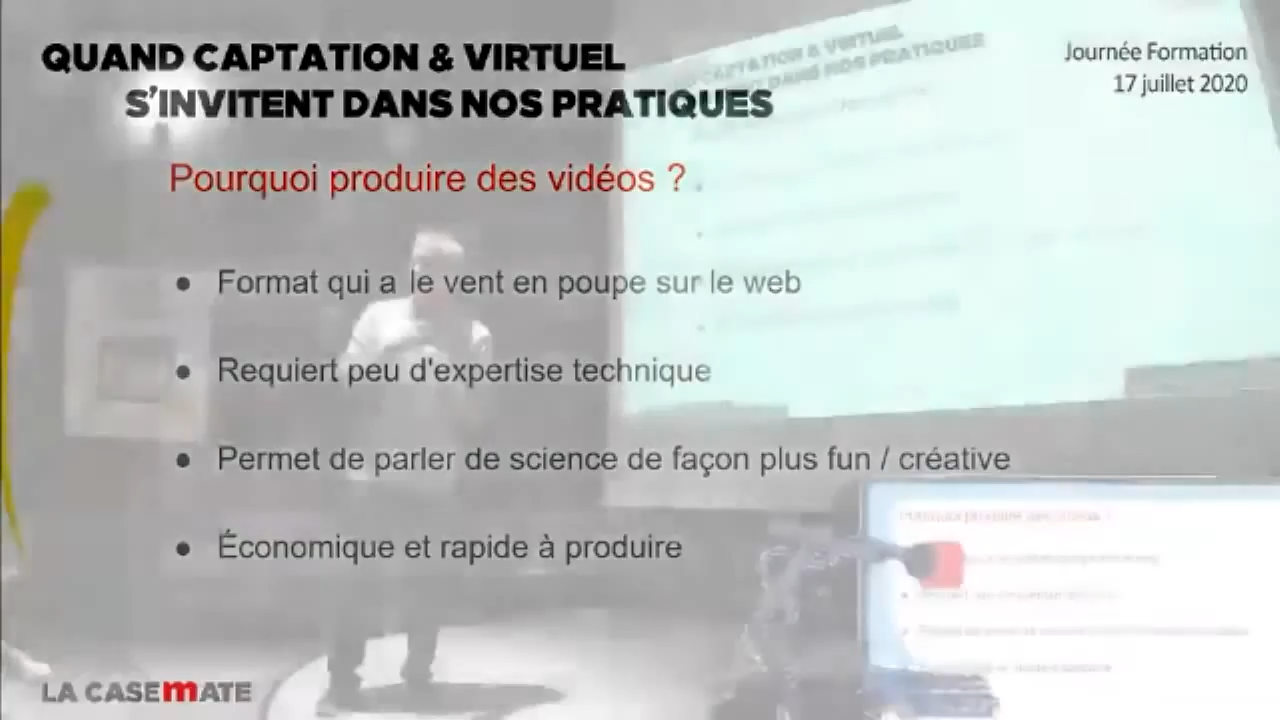 QUAND CAPTATION & VIRTUEL
S'INVITENT DANS NOS PRATIQUES
Journée Formation
17 juillet 2020
Pourquoi produire des vidéos ?
● Format qui a le vent en poupe sur le web
● Requiert peu d'expertise technique
● Permet de parler de science de façon plus fun / créative
● Économique et rapide à produire
LA CASEMATE